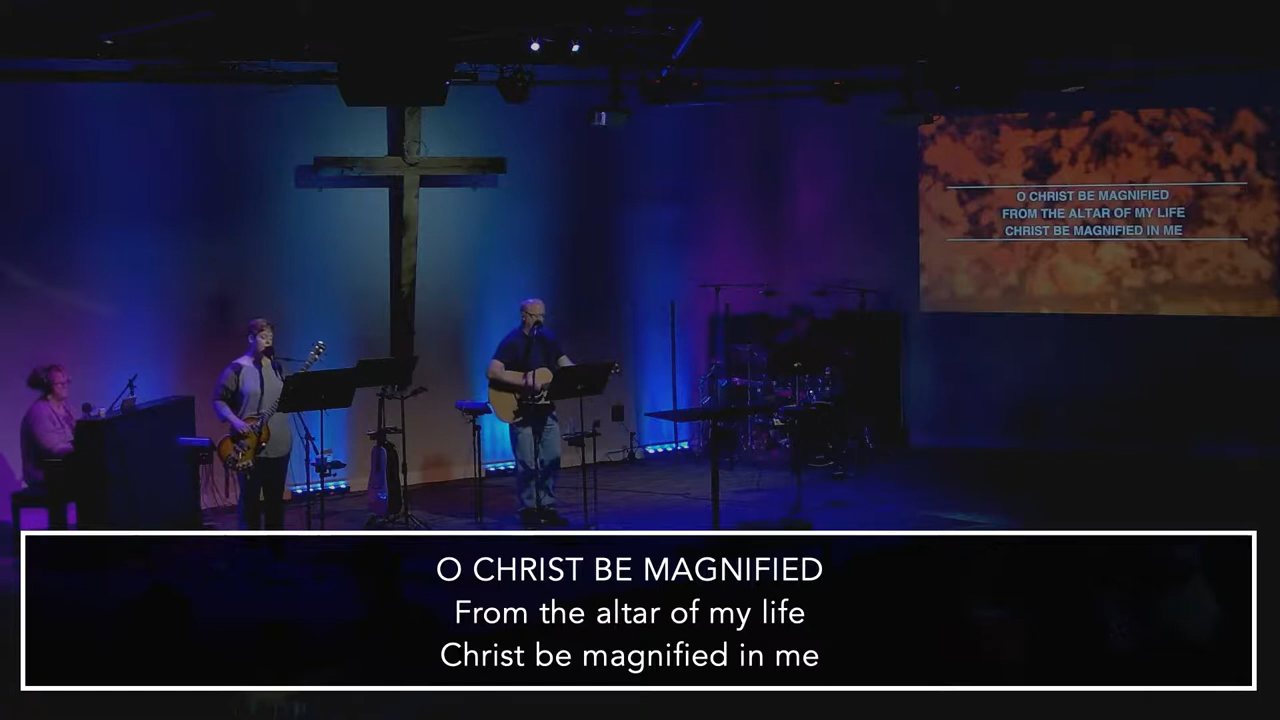 O CHRIST BE MAGNIFIED
FROM THE ALTAR OF MY LIFE
CHRIST BE MAGNIFIED IN ME
O CHRIST BE MAGNIFIED
From the altar of my life
Christ be magnified in me